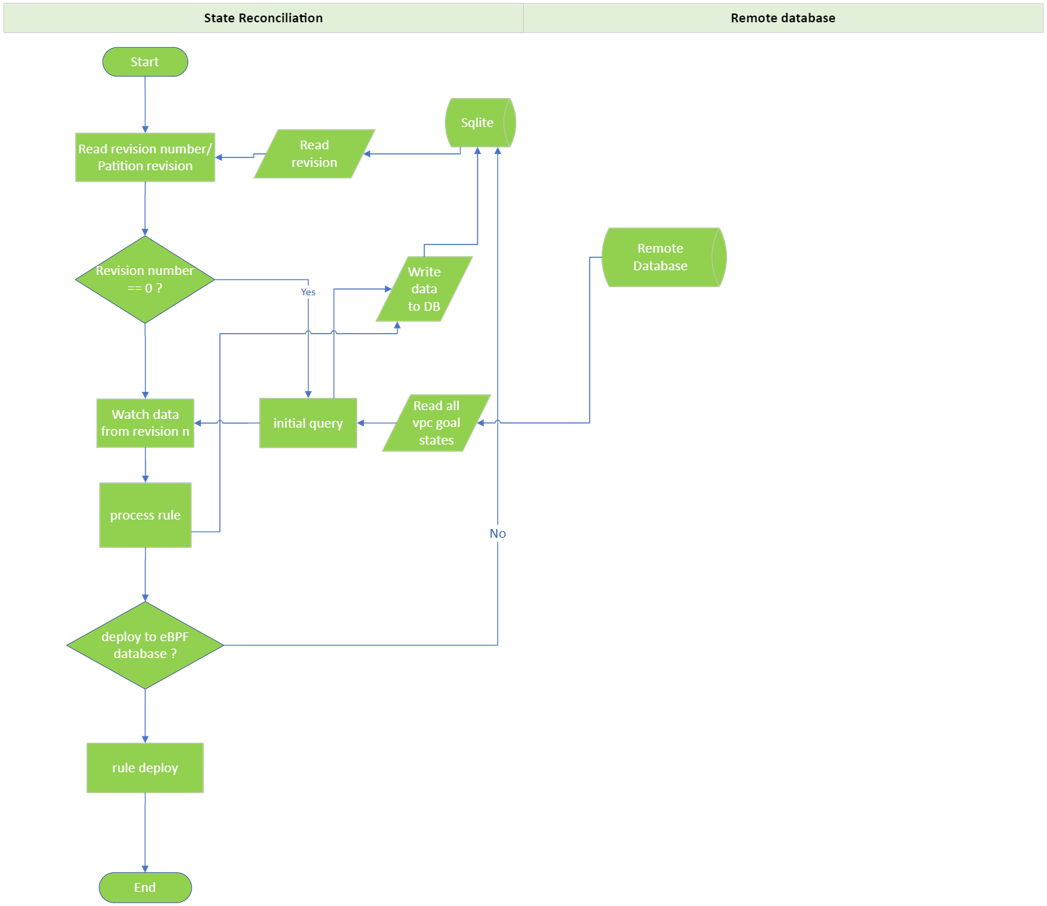 State Reconciliation
Remote database
Start
Sqlite
Read revision number/
Patition revision
Read
revision
Revision number
== 0 ?
Yes
Write
data
to DB
Remote
Database
Watch data
from revision n
initial query
Read all
vpc goal
states
process rule
No
deploy to eBPF
database ?
rule deploy
End